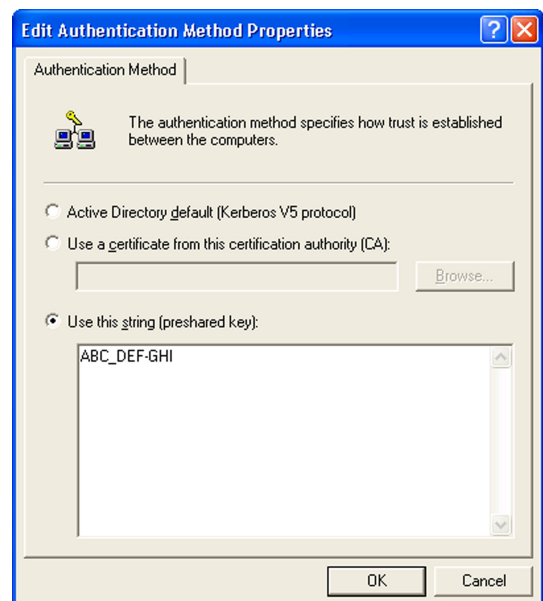 Edit Authentication Method Properties
Authentication Method
The authentication method specifies how trust is established
between the computers.
Active Directory default (Kerberos V5 protocol)
Use a certificate from this certification authority (CA):
Browse...
Use this string (preshared key):
ABC_DEF-GHI
OK Cancel